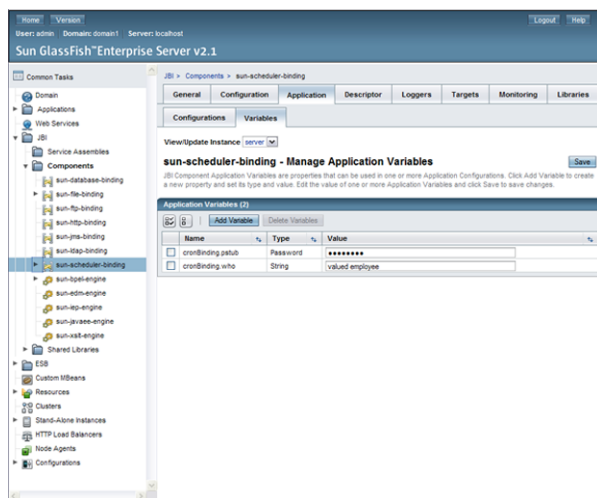 Home Version Logout Help
User: admin Domain: domain1 Server: localhost
Sun GlassFish™ Enterprise Server v2.1
Common Tasks
Domain
Applications
Web Services
JBI
Service Assemblies
Components
sun-database-binding
sun-file-binding
sun-ftp-binding
sun-http-binding
sun-jms-binding
sun-ldap-binding
sun-scheduler-binding
sun-bpel-engine
sun-edm-engine
sun-iep-engine
sun-javaee-engine
sun-xslt-engine
Shared Libraries
ESB
Custom MBeans
Resources
Clusters
Stand-Alone Instances
HTTP Load Balancers
Node Agents
Configurations
JBI > Components > sun-scheduler-binding
General Configuration Application Descriptor Loggers Targets Monitoring Libraries
Configurations Variables
View/Update Instance server
sun-scheduler-binding - Manage Application Variables Save
JBI Component Application Variables are properties that can be used in one or more Application Configurations. Click Add Variable to create
a new property and set its type and value. Edit the value of one or more Application Variables and click Save to save changes.
Application Variables (2)
Add Variable Delete Variables
Name Type Value
cronBinding.pstub Password ••••••••
cronBinding.who String valued employee